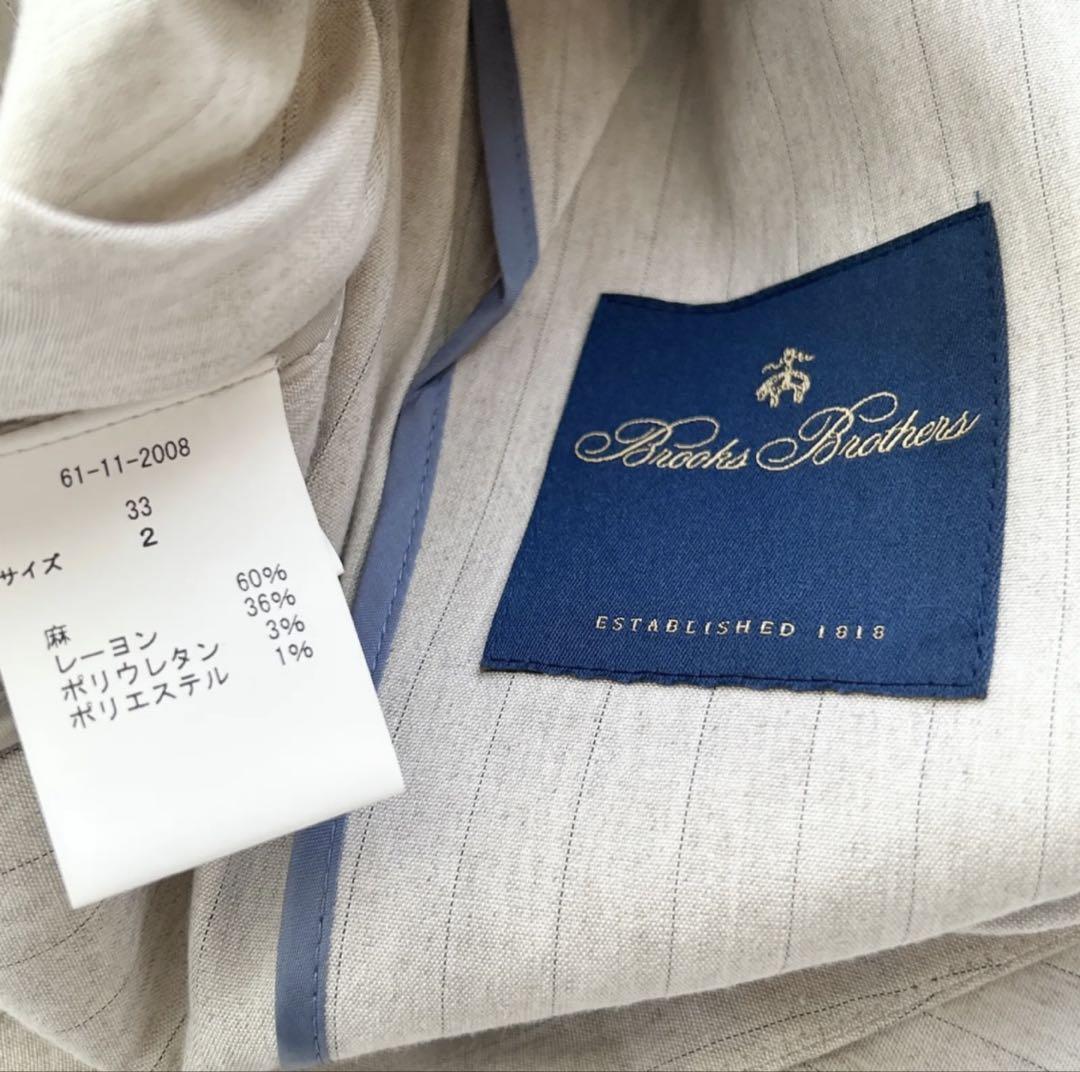 61-11-2008
33
サイズ 2
麻 60%
レーヨン 36%
ポリウレタン 3%
ポリエステル 1%
Brooks Brothers
ESTABLISHED 1818